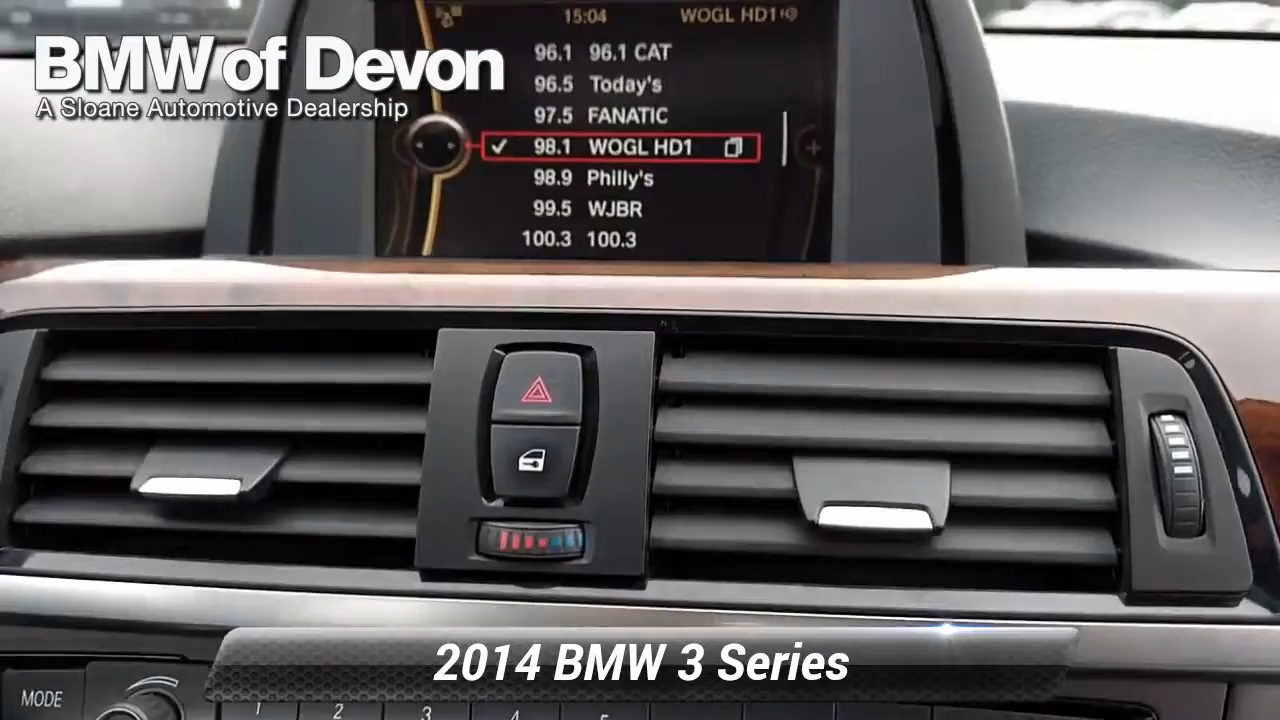 15:04 WOGL HD1
BMW of Devon
A Sloane Automotive Dealership
96.1 96.1 CAT
96.5 Today's
97.5 FANATIC
98.1 WOGL HD1
98.9 Philly's
99.5 WJBR
100.3 100.3
2014 BMW 3 Series
MODE
1 2 3 4 5